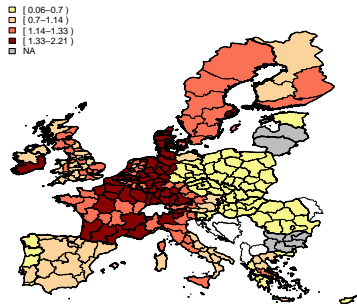 [ 0.06–0.7 )
[ 0.7–1.14 )
[ 1.14–1.33 )
[ 1.33–2.21 )
NA